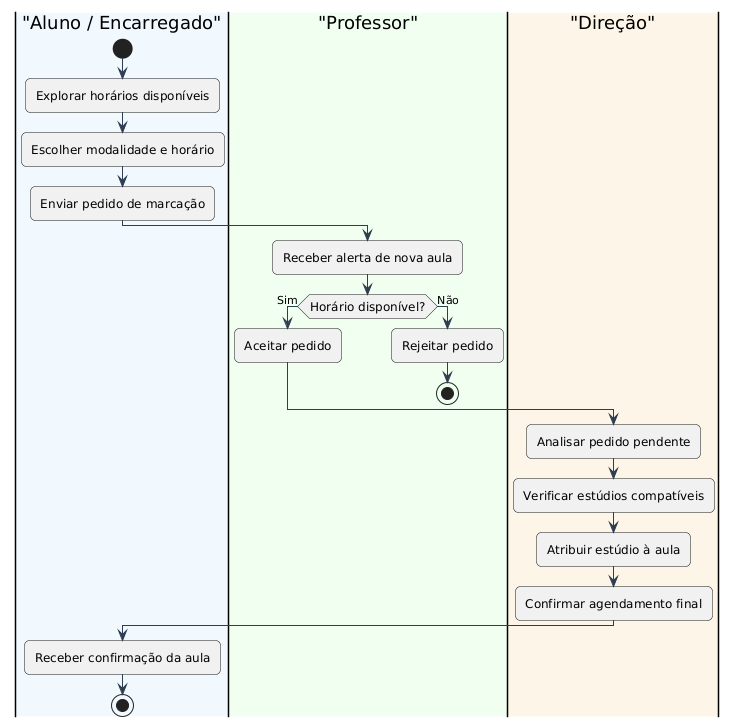 "Aluno / Encarregado"
"Professor"
"Direção"
Explorar horários disponíveis
Escolher modalidade e horário
Enviar pedido de marcação
Receber alerta de nova aula
Horário disponível?
Sim
Não
Aceitar pedido
Rejeitar pedido
Analisar pedido pendente
Verificar estúdios compatíveis
Atribuir estúdio à aula
Confirmar agendamento final
Receber confirmação da aula